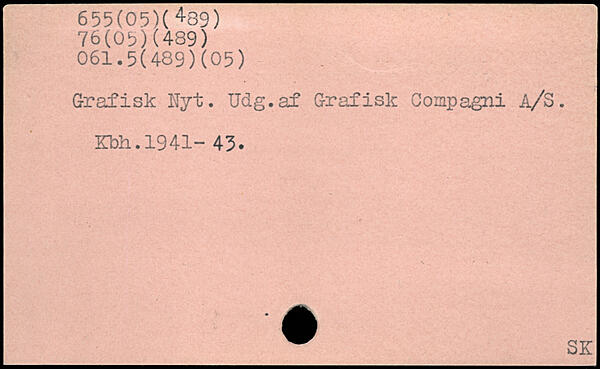 655(05)(489)
76(05)(489)
061.5(489)(05)
Grafisk Nyt. Udg.af Grafisk Compagni A/S.
Kbh.1941-43.
SK